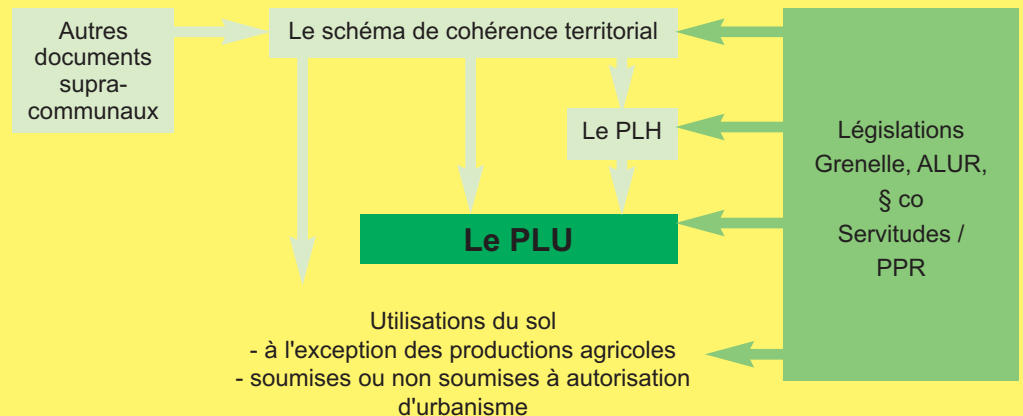 Autres
documents
supra-
communaux
Le schéma de cohérence territorial
Le PLH
Le PLU
Utilisations du sol
- à l'exception des productions agricoles
- soumises ou non soumises à autorisation
d'urbanisme
Législations
Grenelle, ALUR,
§ co
Servitudes /
PPR